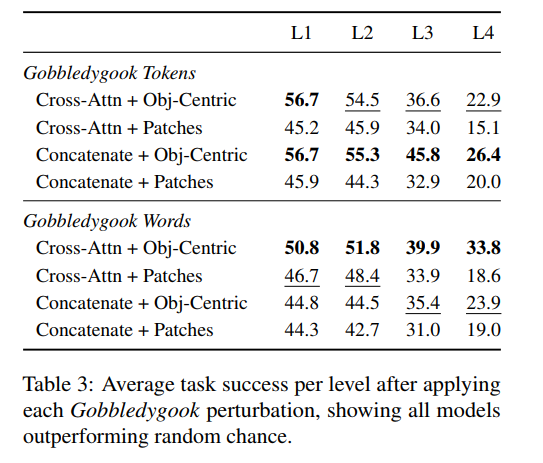 L1 L2 L3 L4
Gobbledygook Tokens
Cross-Attn + Obj-Centric 56.7 54.5 36.6 22.9
Cross-Attn + Patches 45.2 45.9 34.0 15.1
Concatenate + Obj-Centric 56.7 55.3 45.8 26.4
Concatenate + Patches 45.9 44.3 32.9 20.0
Gobbledygook Words
Cross-Attn + Obj-Centric 50.8 51.8 39.9 33.8
Cross-Attn + Patches 46.7 48.4 33.9 18.6
Concatenate + Obj-Centric 44.8 44.5 35.4 23.9
Concatenate + Patches 44.3 42.7 31.0 19.0
Table 3: Average task success per level after applying
each Gobbledygook perturbation, showing all models
outperforming random chance.